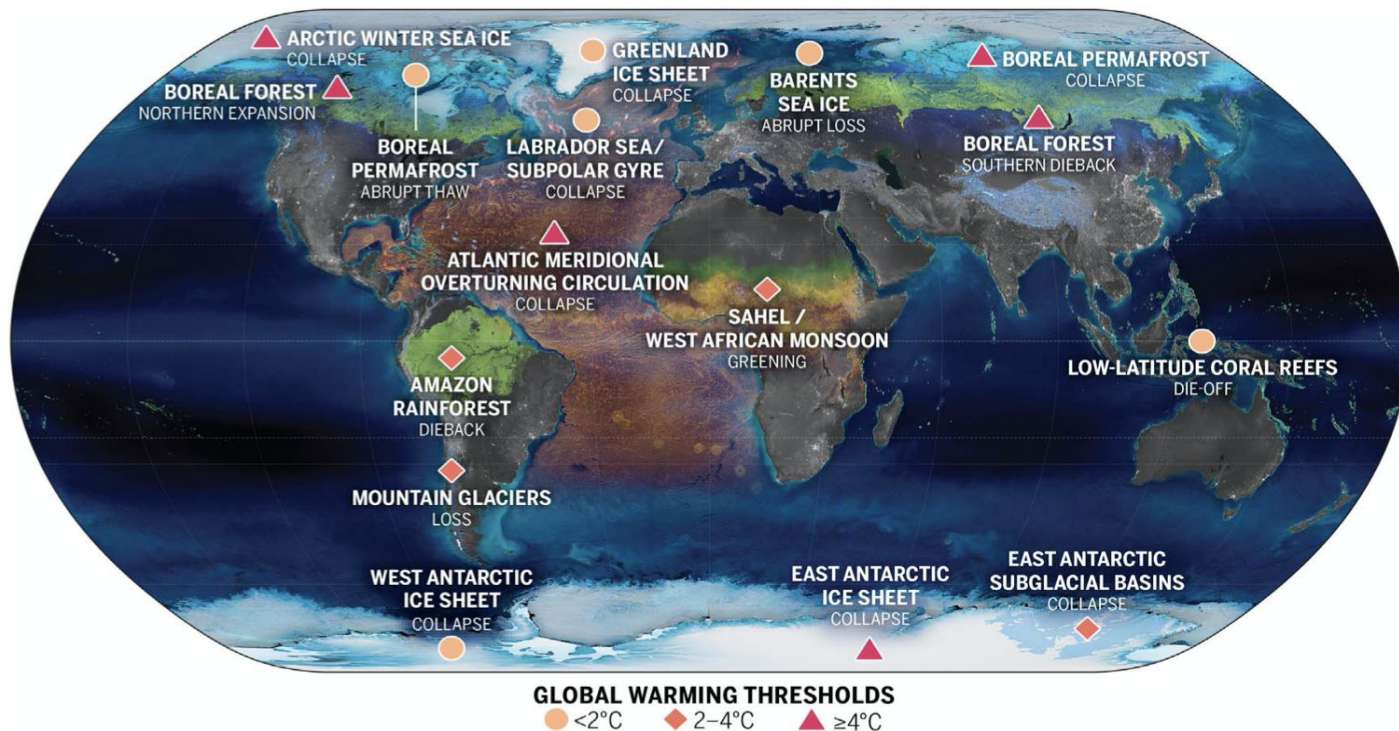 ARCTIC WINTER SEA ICE
COLLAPSE
BOREAL FOREST
NORTHERN EXPANSION
BOREAL
PERMAFROST
ABRUPT THAW
GREENLAND
ICE SHEET
COLLAPSE
LABRADOR SEA/
SUBPOLAR GYRE
COLLAPSE
BARENTS
SEA ICE
ABRUPT LOSS
BOREAL PERMAFROST
COLLAPSE
BOREAL FOREST
SOUTHERN DIEBACK
ATLANTIC MERIDIONAL
OVERTURNING CIRCULATION
COLLAPSE
SAHEL /
WEST AFRICAN MONSOON
GREENING
LOW-LATITUDE CORAL REEFS
DIE-OFF
AMAZON
RAINFOREST
DIEBACK
MOUNTAIN GLACIERS
LOSS
WEST ANTARCTIC
ICE SHEET
COLLAPSE
EAST ANTARCTIC
ICE SHEET
COLLAPSE
EAST ANTARCTIC
SUBGLACIAL BASINS
COLLAPSE
GLOBAL WARMING THRESHOLDS
<2°C 2–4°C ≥4°C